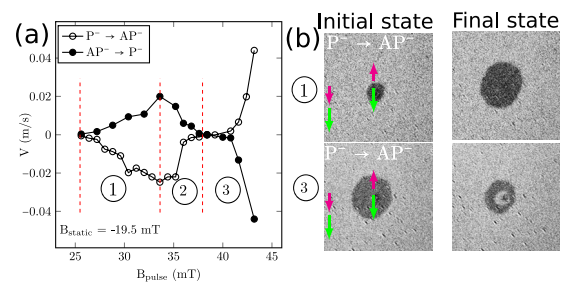 (a)
P⁻ → AP⁻
AP⁻ → P⁻
0.04
0.02
0
−0.02
−0.04
V (m/s)
1
2
3
B_static = -19.5 mT
25
30
35
40
45
B_pulse (mT)
(b)
Initial state
Final state
P⁻ → AP⁻
1
P⁻ → AP⁻
3